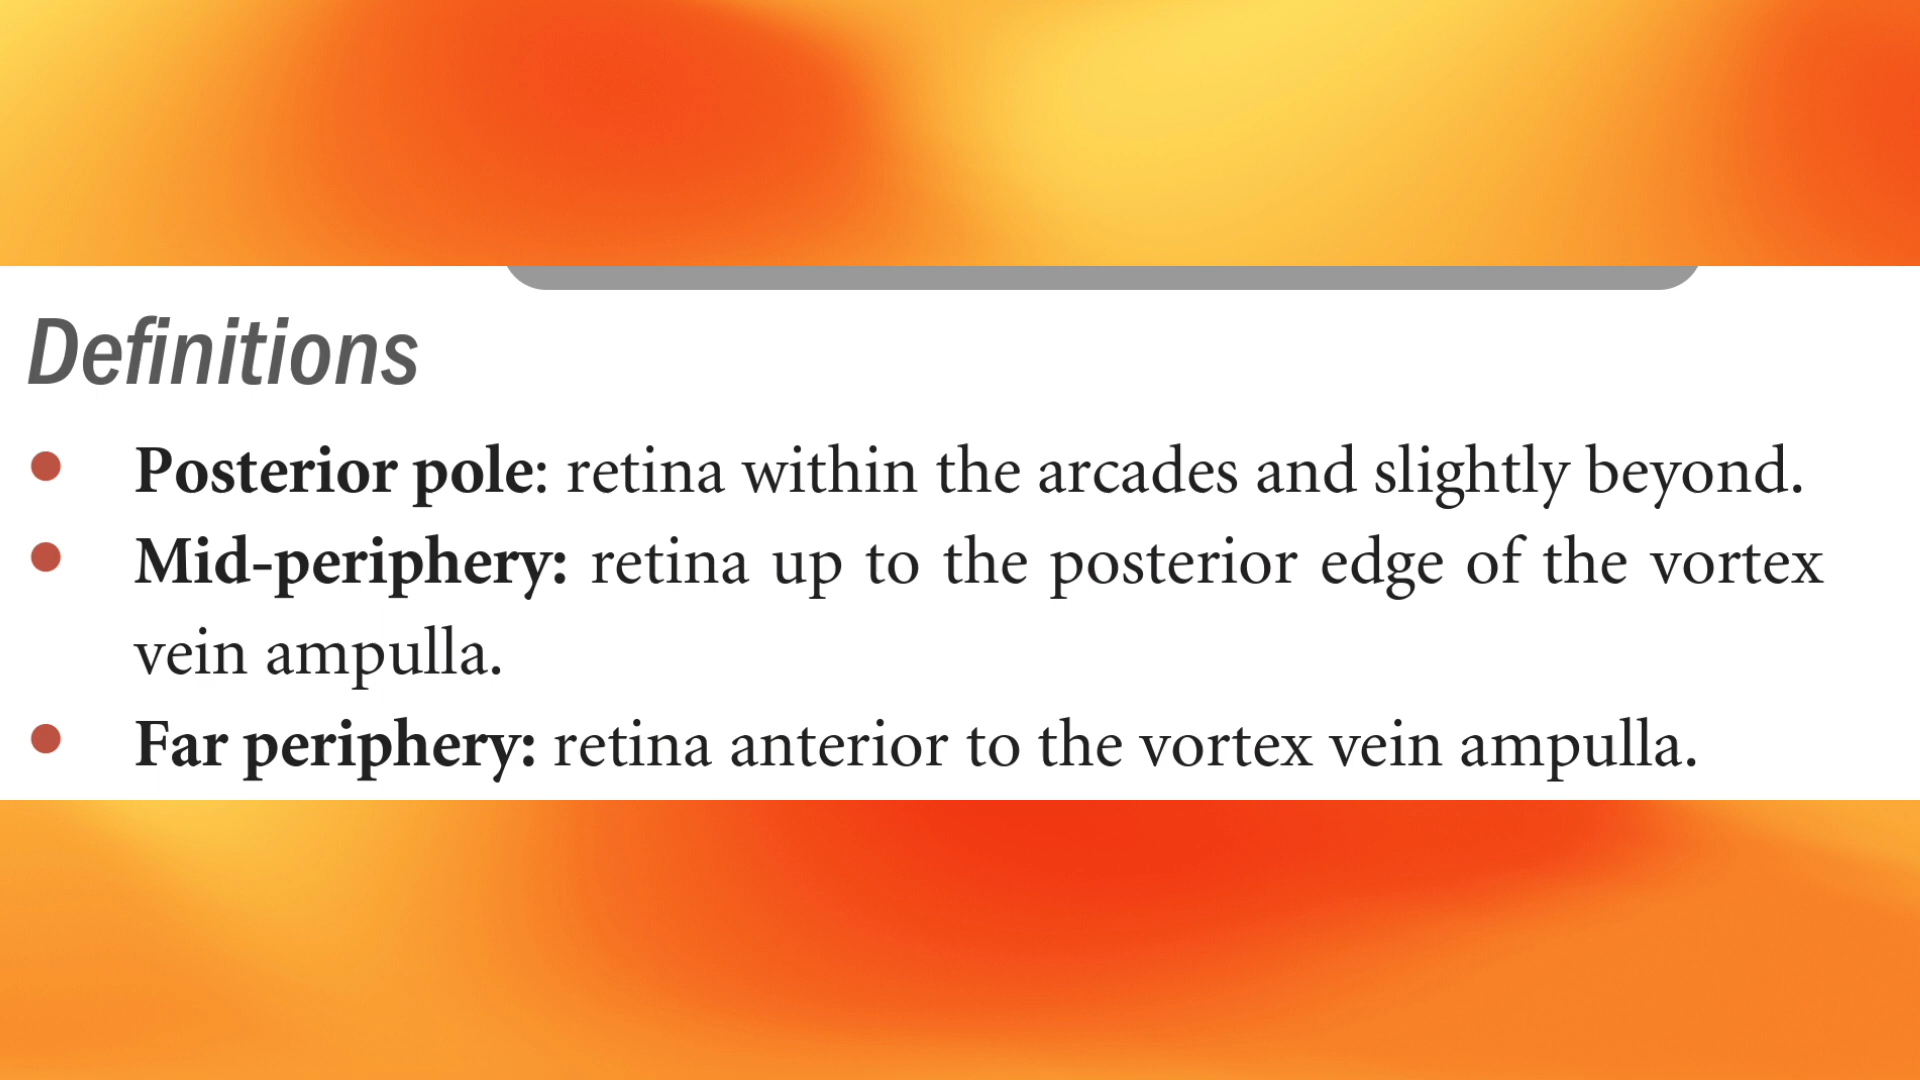 Definitions
● Posterior pole: retina within the arcades and slightly beyond.
● Mid-periphery: retina up to the posterior edge of the vortex
vein ampulla.
● Far periphery: retina anterior to the vortex vein ampulla.